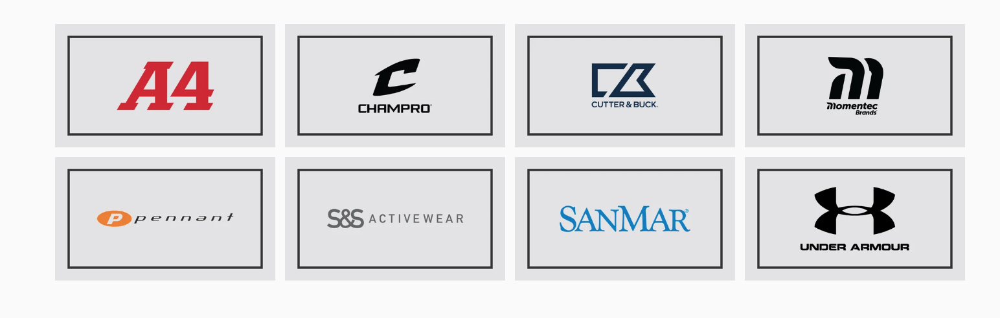 A4
CHAMPRO®
CUTTER & BUCK®
Momentec
Brands
P pennant
S&S ACTIVEWEAR
SANMAR®
UNDER ARMOUR